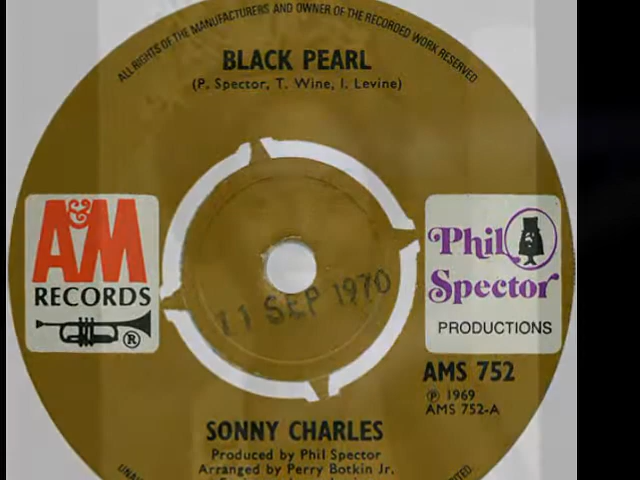 ALL RIGHTS OF THE MANUFACTURERS AND OWNER OF THE RECORDED WORK RESERVED
BLACK PEARL
(P. Spector, T. Wine, I. Levine)
A&M
RECORDS
®
Phil
Spector
PRODUCTIONS
11 SEP 1970
AMS 752
℗ 1969
AMS 752-A
SONNY CHARLES
Produced by Phil Spector
Arranged by Perry Botkin Jr.